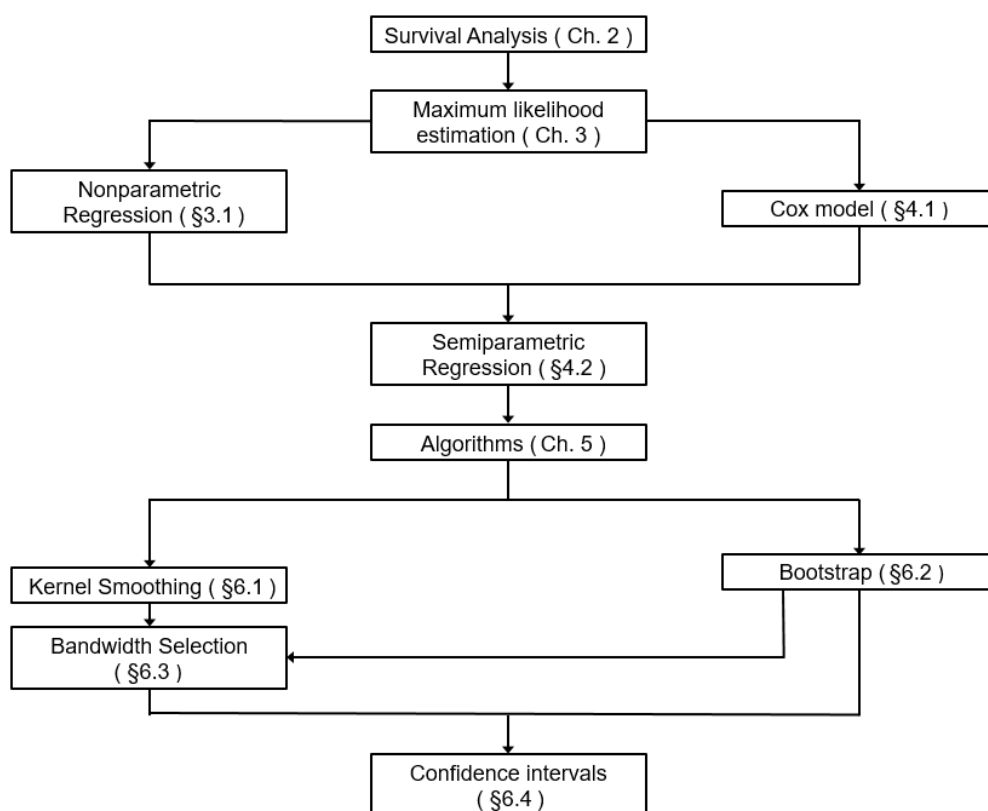 Survival Analysis ( Ch. 2 )
Maximum likelihood
estimation ( Ch. 3 )
Nonparametric
Regression ( §3.1 )
Cox model ( §4.1 )
Semiparametric
Regression ( §4.2 )
Algorithms ( Ch. 5 )
Kernel Smoothing ( §6.1 )
Bootstrap ( §6.2 )
Bandwidth Selection
( §6.3 )
Confidence intervals
( §6.4 )